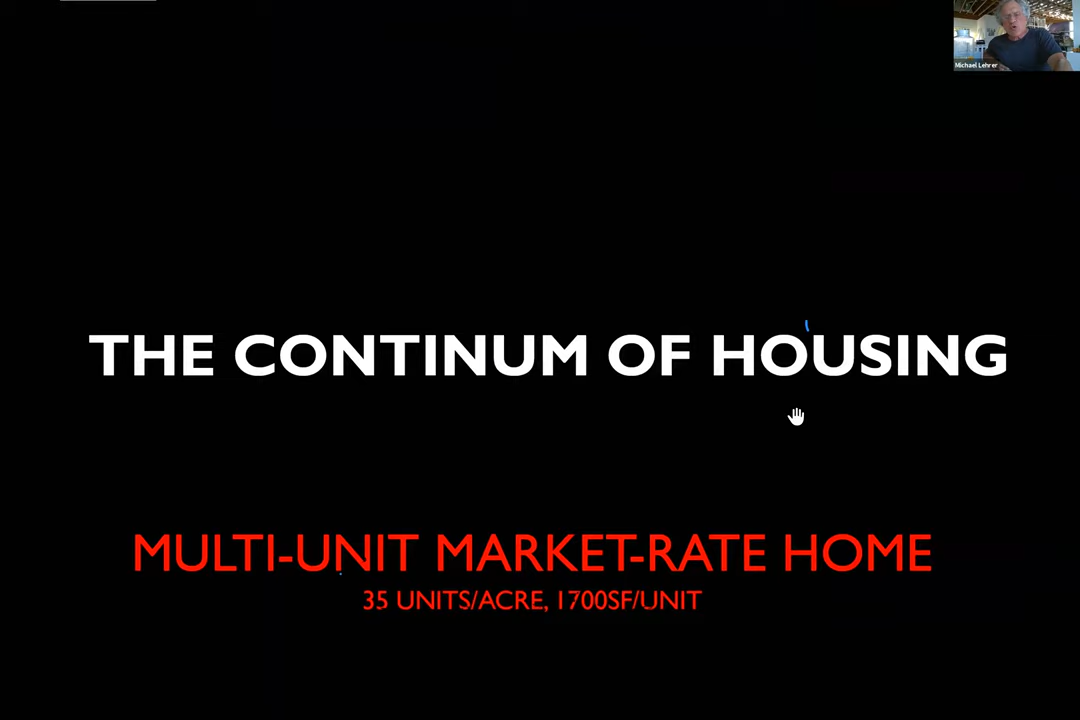 Michael Lehrer
THE CONTINUM OF HOUSING
MULTI-UNIT MARKET-RATE HOME
35 UNITS/ACRE, 1700SF/UNIT